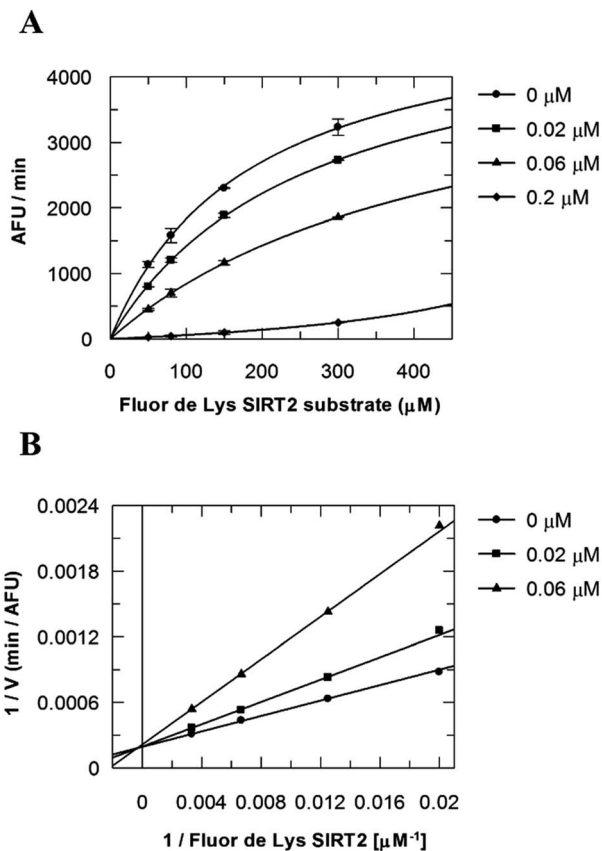 A
4000
3000
2000
1000
0
AFU / min
0 100 200 300 400
Fluor de Lys SIRT2 substrate (μM)
0 μM
0.02 μM
0.06 μM
0.2 μM
B
0.0024
0.0018
0.0012
0.0006
0
1 / V (min / AFU)
0 0.004 0.008 0.012 0.016 0.02
1 / Fluor de Lys SIRT2 [μM⁻¹]
0 μM
0.02 μM
0.06 μM